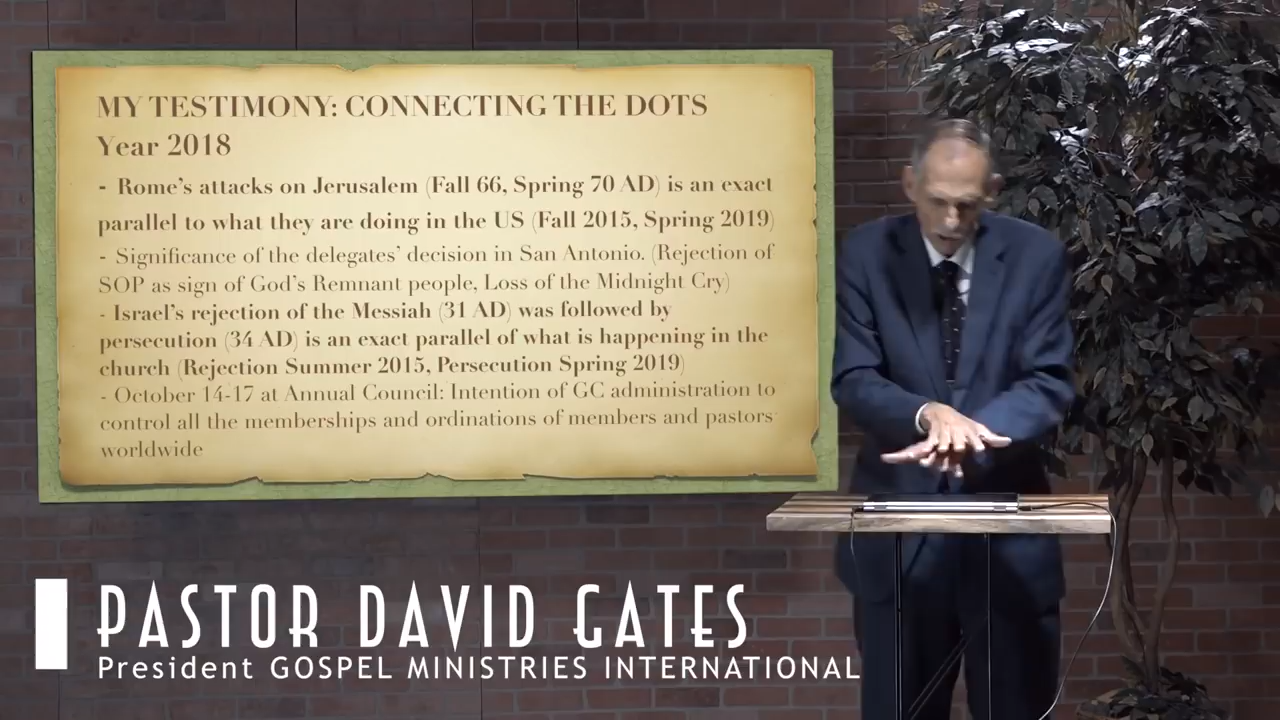 MY TESTIMONY: CONNECTING THE DOTS
Year 2018
- Rome's attacks on Jerusalem (Fall 66, Spring 70 AD) is an exact
parallel to what they are doing in the US (Fall 2015, Spring 2019)
- Significance of the delegates' decision in San Antonio. (Rejection of
SOP as sign of God's Remnant people, Loss of the Midnight Cry)
- Israel's rejection of the Messiah (31 AD) was followed by
persecution (34 AD) is an exact parallel of what is happening in the
church (Rejection Summer 2015, Persecution Spring 2019)
- October 14-17 at Annual Council: Intention of GC administration to
control all the memberships and ordinations of members and pastors
worldwide
PASTOR DAVID GATES
President GOSPEL MINISTRIES INTERNATIONAL